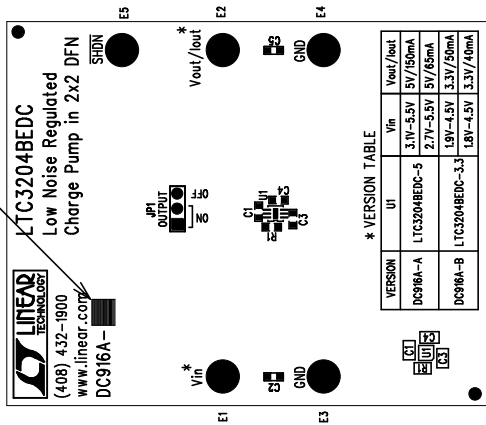 LINEAR
TECHNOLOGY
(408) 432-1900
www.linear.com
DC916A-
LTC3204BEDC
Low Noise Regulated
Charge Pump in 2x2 DFN
SHDN
E5
JP1
OUTPUT
ON
OFF
E1
Vin
*
E2
Vout/Iout
*
C2
C5
E3
GND
E4
GND
C1
U1
C4
R1
C3
C1
R1
U1
C4
C3
* VERSION TABLE
VERSION U1 Vin Vout/Iout
DC916A-A LTC3204BEDC-5 3.1V-5.5V 5V/150mA
2.7V-5.5V 5V/65mA
DC916A-B LTC3204BEDC-3.3 1.9V-4.5V 3.3V/50mA
1.8V-4.5V 3.3V/40mA